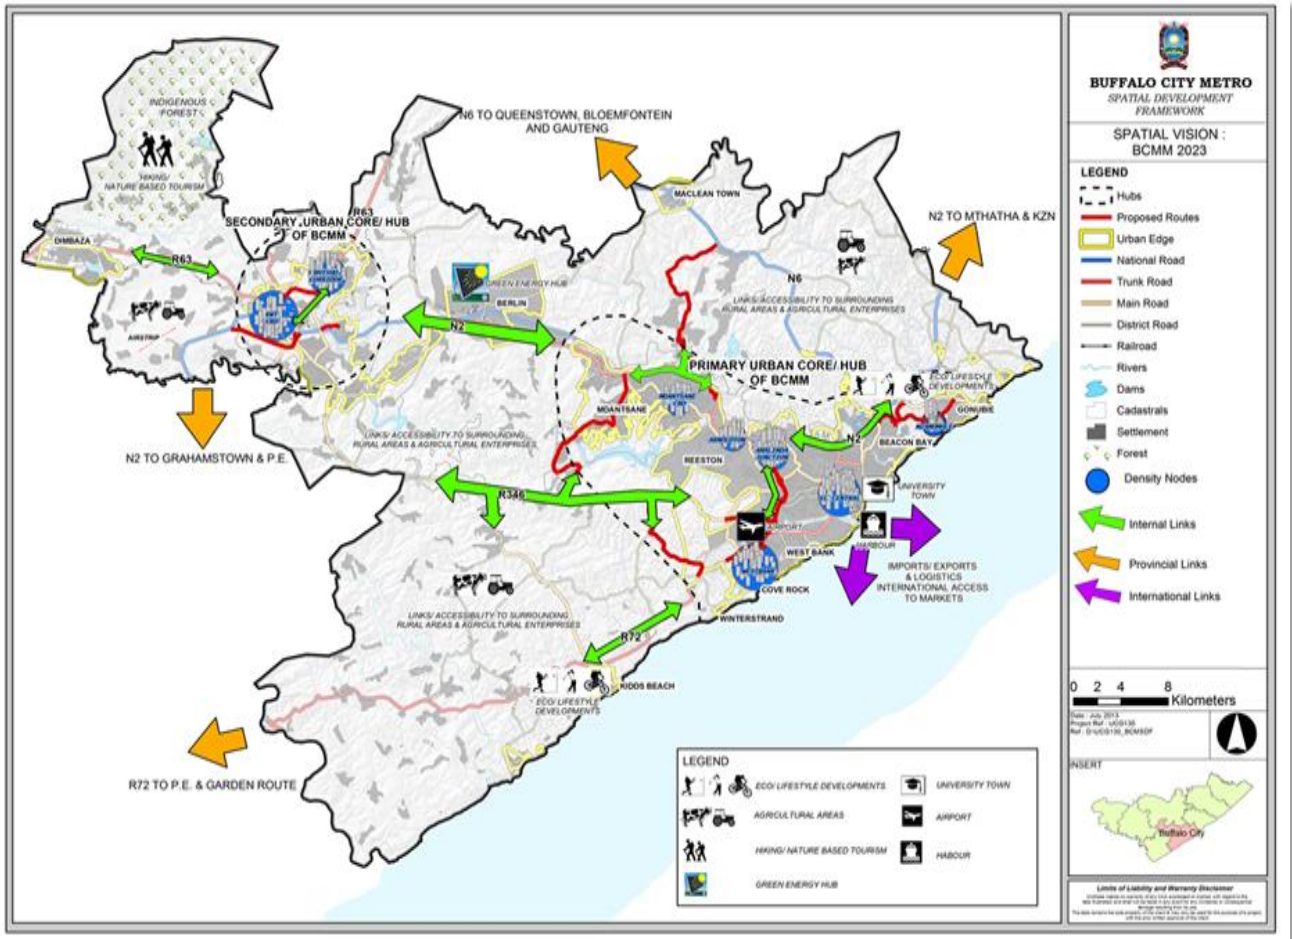 INDIGENOUS
FOREST
HIKING/
NATURE BASED TOURISM
N6 TO QUEENSTOWN, BLOEMFONTEIN
AND GAUTENG
MACLEAN TOWN
N2 TO MTHATHA & KZN
R63
SECONDARY URBAN CORE/ HUB
OF BCMM
DIMBAZA
R63
GREEN ENERGY HUB
BERLIN
N6
LINKS/ ACCESSIBILITY TO SURROUNDING
RURAL AREAS & AGRICULTURAL ENTERPRISES
AIRSTRIP
N2
PRIMARY URBAN CORE/ HUB
OF BCMM
ECO/ LIFESTYLE
DEVELOPMENTS
MDANTSANE
GONUBIE
N2
BEACON BAY
N2 TO GRAHAMSTOWN & P.E.
LINKS/ ACCESSIBILITY TO SURROUNDING
RURAL AREAS & AGRICULTURAL ENTERPRISES
REESTON
R346
UNIVERSITY
TOWN
AIRPORT
HARBOUR
WEST BANK
IMPORTS/ EXPORTS
& LOGISTICS
INTERNATIONAL ACCESS
TO MARKETS
COVE ROCK
WINTERSTRAND
LINKS/ ACCESSIBILITY TO SURROUNDING
RURAL AREAS & AGRICULTURAL ENTERPRISES
R72
KIDDS BEACH
ECO/ LIFESTYLE
DEVELOPMENTS
R72 TO P.E. & GARDEN ROUTE
LEGEND
ECO/ LIFESTYLE DEVELOPMENTS
UNIVERSITY TOWN
AGRICULTURAL AREAS
AIRPORT
HIKING/ NATURE BASED TOURISM
HABOUR
GREEN ENERGY HUB
BUFFALO CITY METRO
SPATIAL DEVELOPMENT
FRAMEWORK
SPATIAL VISION :
BCMM 2023
LEGEND
Hubs
Proposed Routes
Urban Edge
National Road
Trunk Road
Main Road
District Road
Railroad
Rivers
Dams
Cadastrals
Settlement
Forest
Density Nodes
Internal Links
Provincial Links
International Links
0 2 4 8
Kilometers
Date : July 2013
INSERT
Buffalo City
Limits of Liability and Warranty Disclaimer